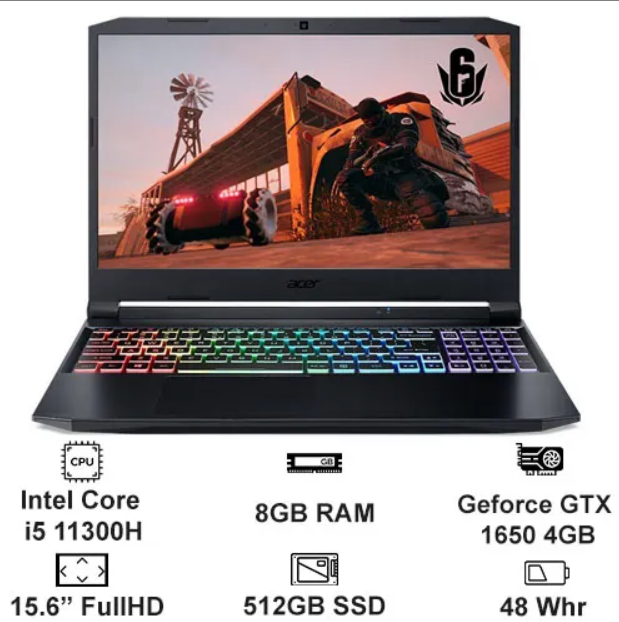 6
acer
CPU
GB
Intel Core
i5 11300H
8GB RAM
Geforce GTX
1650 4GB
15.6” FullHD
512GB SSD
48 Whr